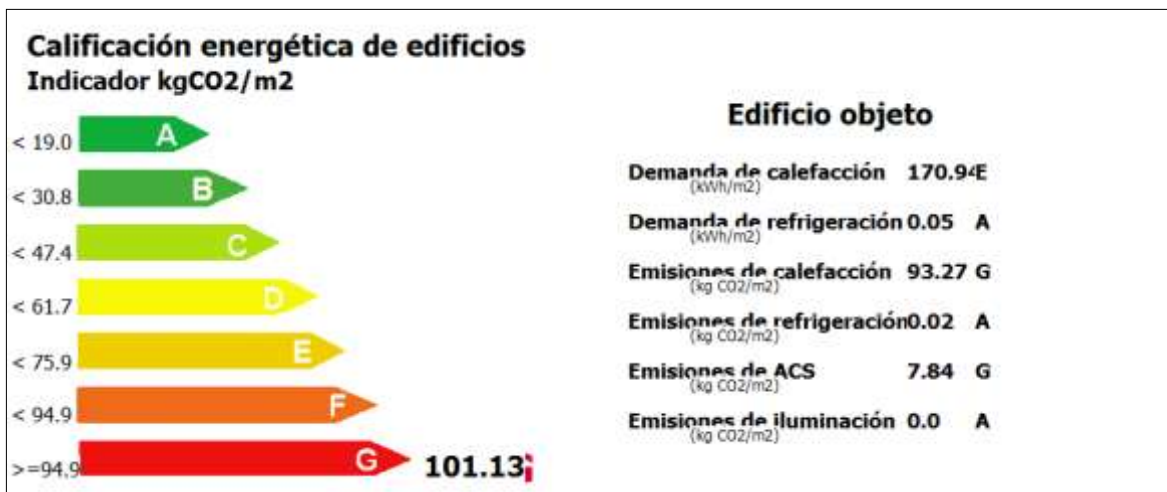 Calificación energética de edificios
Indicador kgCO2/m2
< 19.0 A
< 30.8 B
< 47.4 C
< 61.7 D
< 75.9 E
< 94.9 F
>=94.9 G 101.13
Edificio objeto
Demanda de calefacción 170.94 E
(kWh/m2)
Demanda de refrigeración 0.05 A
(kWh/m2)
Emisiones de calefacción 93.27 G
(kg CO2/m2)
Emisiones de refrigeración 0.02 A
(kg CO2/m2)
Emisiones de ACS 7.84 G
(kg CO2/m2)
Emisiones de iluminación 0.0 A
(kg CO2/m2)